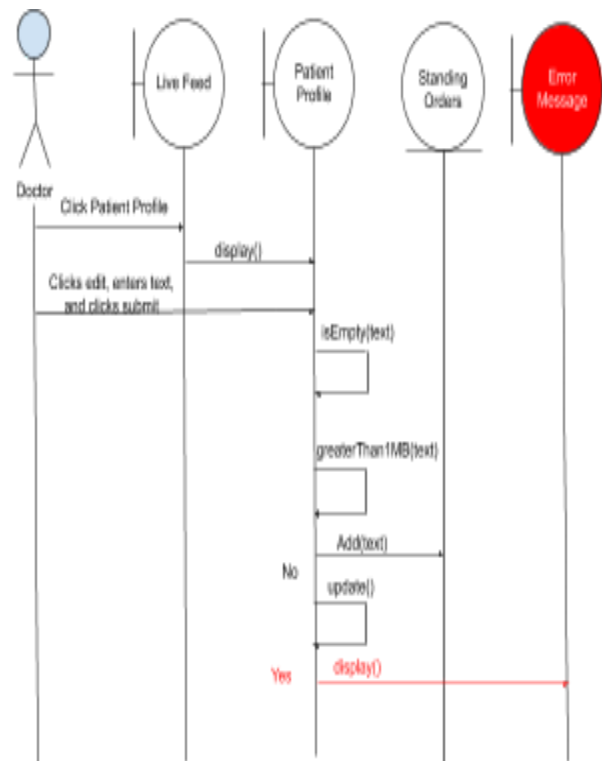 Live Feed
Patient
Profile
Standing
Orders
Error
Message
Doctor
Click Patient Profile
display()
Clicks edit, enters text,
and clicks submit
isEmpty(text)
greaterThan1MB(text)
Add(text)
No
update()
Yes
display()